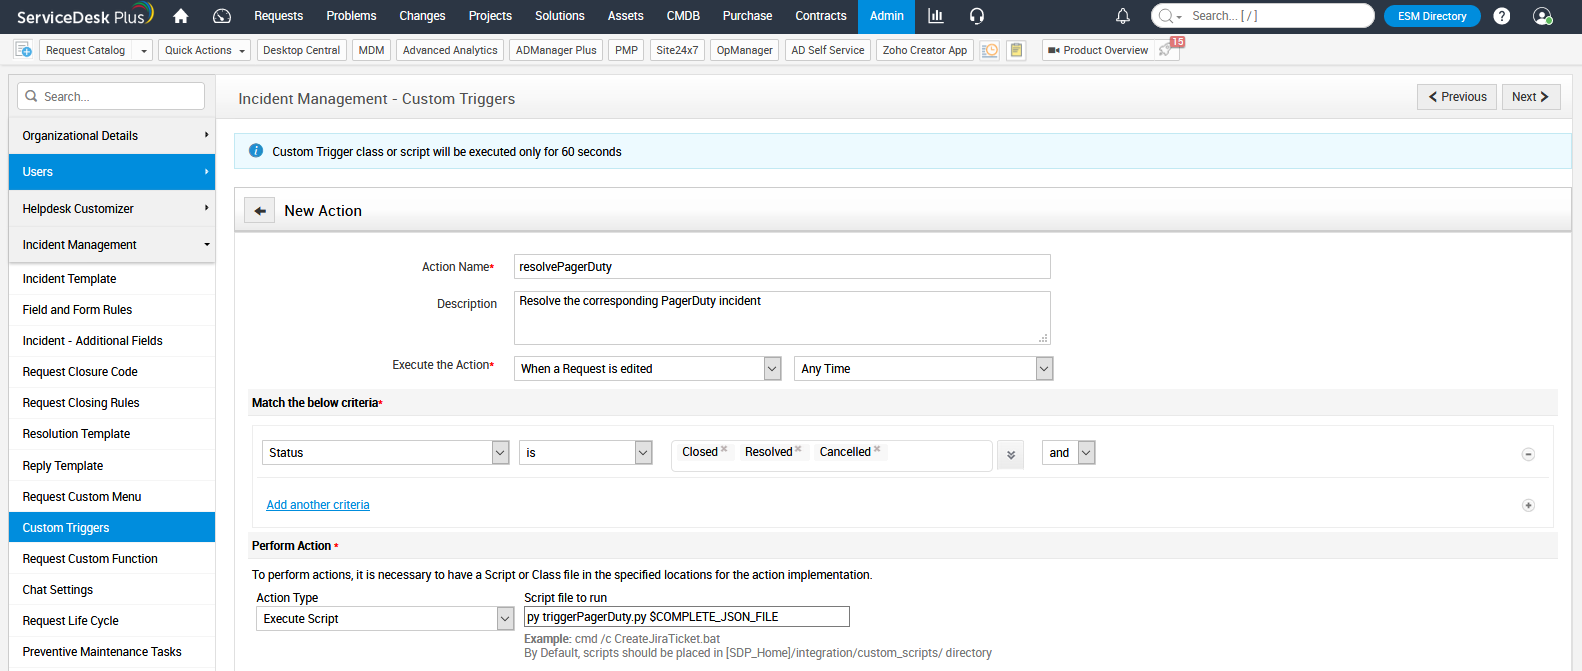 ServiceDesk Plus Requests Problems Changes Projects Solutions Assets CMDB Purchase Contracts Admin Search... [ / ] ESM Directory ?
Request Catalog Quick Actions Desktop Central MDM Advanced Analytics ADManager Plus PMP Site24x7 OpManager AD Self Service Zoho Creator App Product Overview 15
Search...
Organizational Details
Users
Helpdesk Customizer
Incident Management
Incident Template
Field and Form Rules
Incident - Additional Fields
Request Closure Code
Request Closing Rules
Resolution Template
Reply Template
Request Custom Menu
Custom Triggers
Request Custom Function
Chat Settings
Request Life Cycle
Preventive Maintenance Tasks
Incident Management - Custom Triggers
Previous Next
Custom Trigger class or script will be executed only for 60 seconds
New Action
Action Name* resolvePagerDuty
Description Resolve the corresponding PagerDuty incident
Execute the Action* When a Request is edited Any Time
Match the below criteria*
Status is Closed Resolved Cancelled and
Add another criteria
Perform Action *
To perform actions, it is necessary to have a Script or Class file in the specified locations for the action implementation.
Action Type Script file to run
Execute Script py triggerPagerDuty.py $COMPLETE_JSON_FILE
Example: cmd /c CreateJiraTicket.bat
By Default, scripts should be placed in [SDP_Home]/integration/custom_scripts/ directory